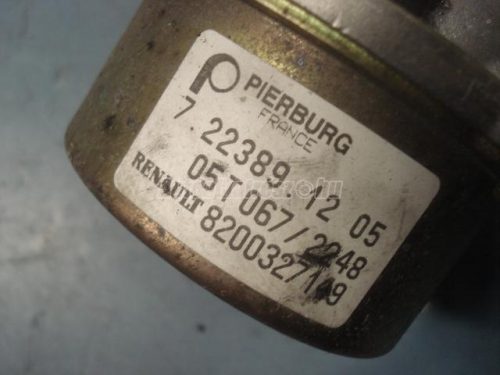 PIERBURG
FRANCE
7.22389.12 05
05T067/2248
RENAULT 8200327149